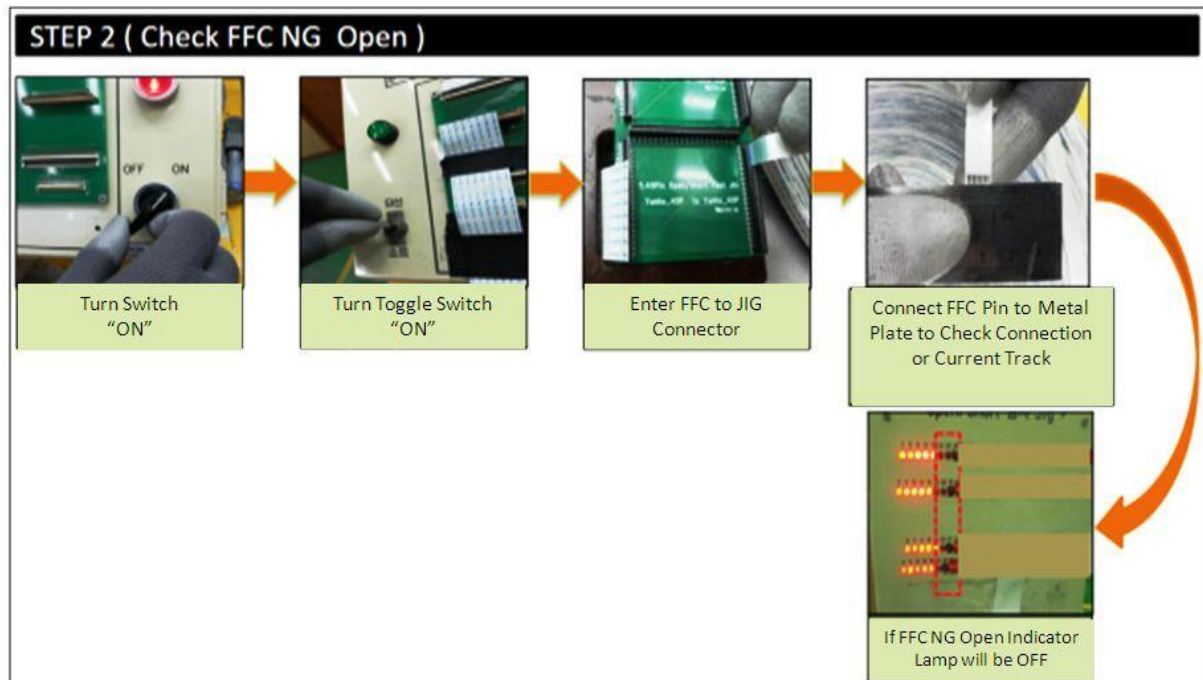 STEP 2 ( Check FFC NG Open )
OFF ON
Turn Switch
“ON”
Turn Toggle Switch
“ON”
Enter FFC to JIG
Connector
Connect FFC Pin to Metal
Plate to Check Connection
or Current Track
If FFC NG Open Indicator
Lamp will be OFF